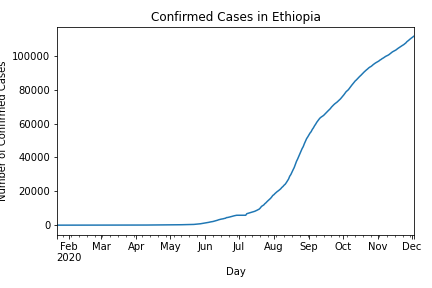 Confirmed Cases in Ethiopia
Number of Confirmed Cases
100000
80000
60000
40000
20000
0
Feb Mar Apr May Jun Jul Aug Sep Oct Nov Dec
2020
Day